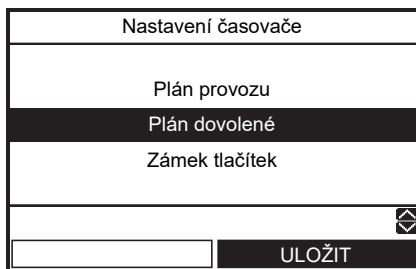 Nastavení časovače
Plán provozu
Plán dovolené
Zámek tlačítek
ULOŽIT